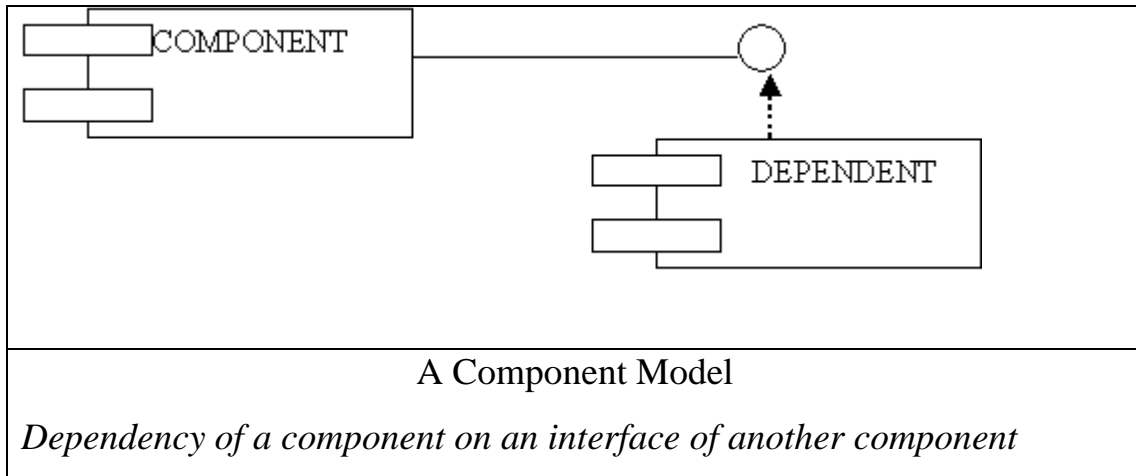 COMPONENT
DEPENDENT
A Component Model
Dependency of a component on an interface of another component